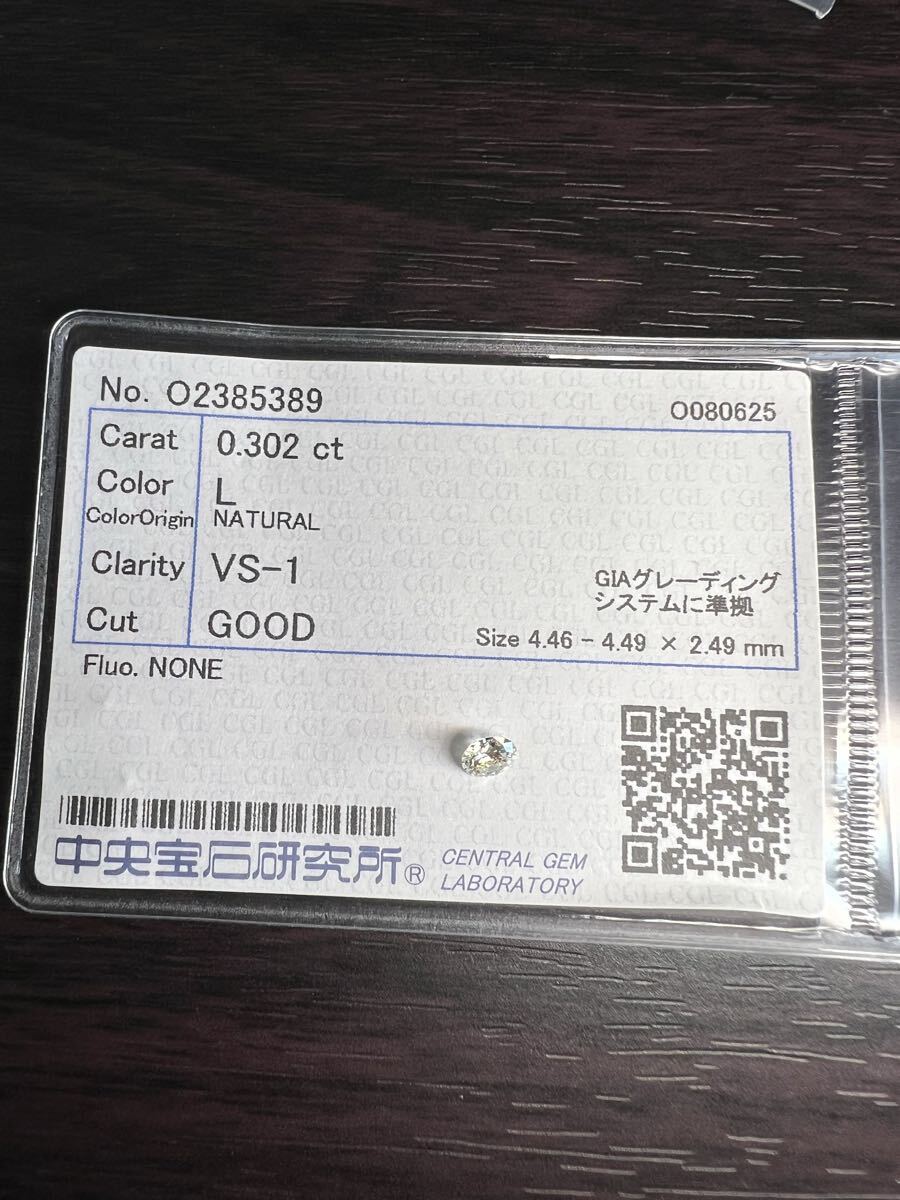 No. O2385389
O080625
Carat 0.302 ct
Color L
ColorOrigin NATURAL
Clarity VS-1
GIAグレーディング
システムに準拠
Cut GOOD
Size 4.46 - 4.49 × 2.49 mm
Fluo. NONE
中央宝石研究所®
CENTRAL GEM
LABORATORY